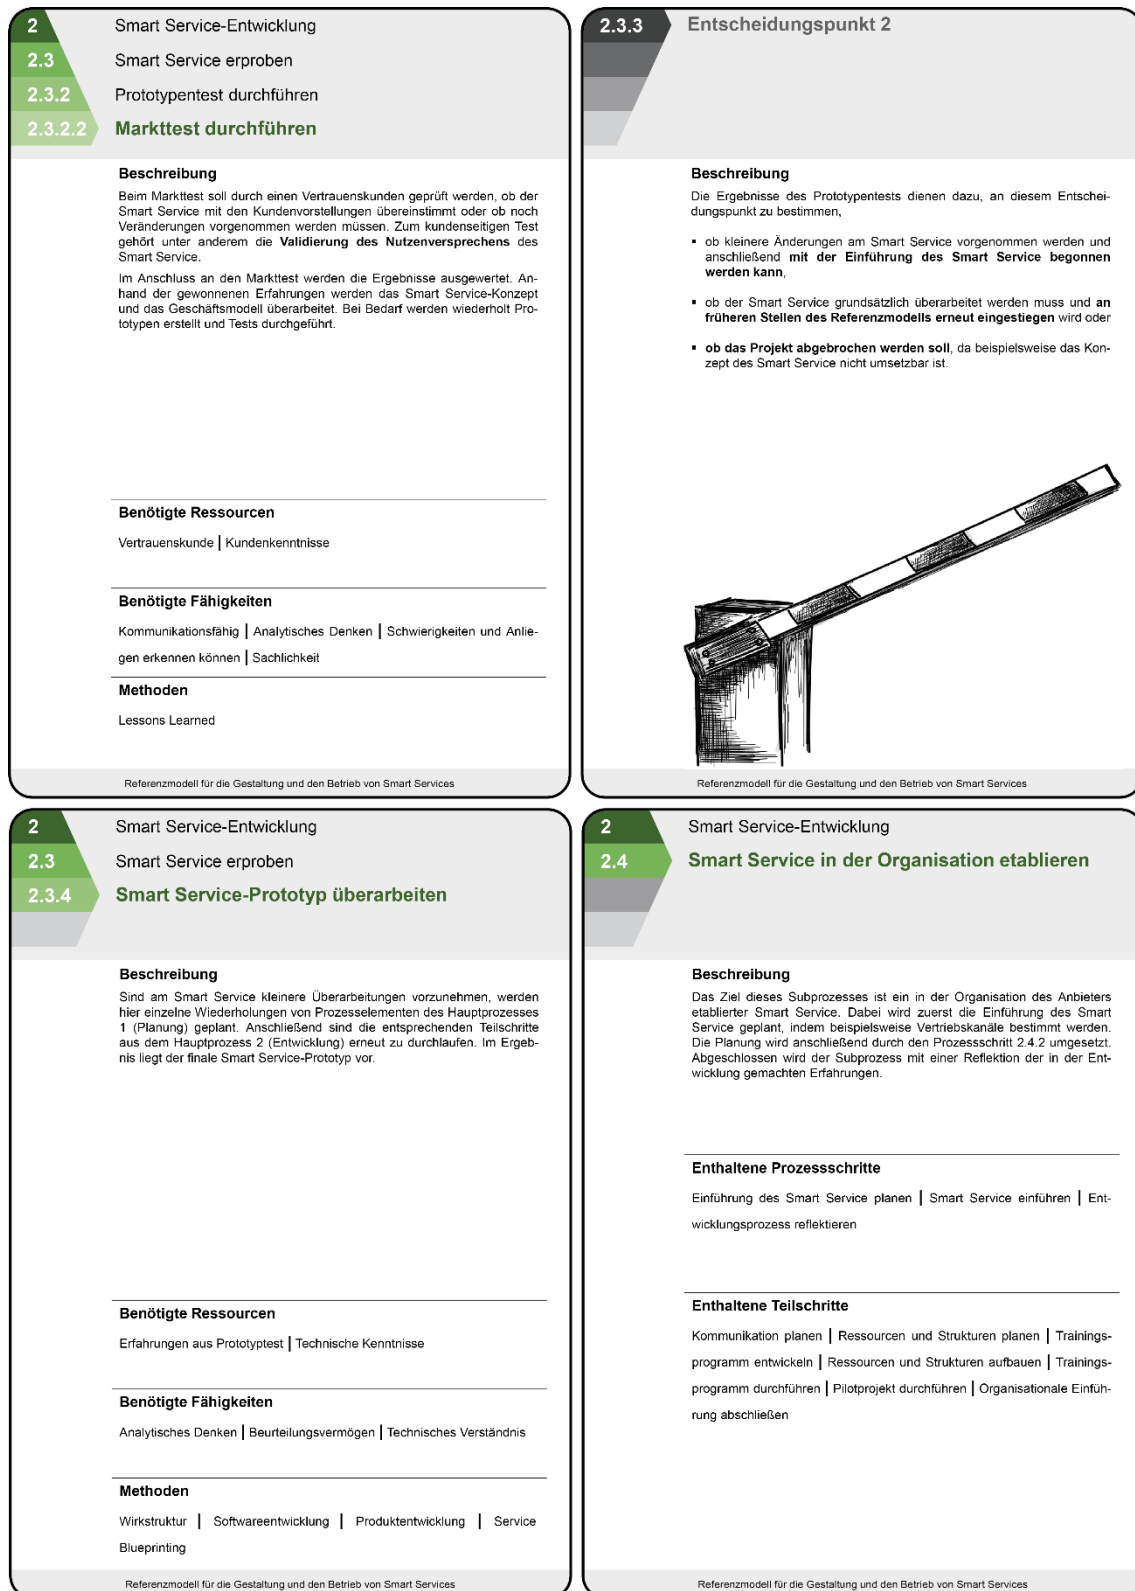 2 Smart Service-Entwicklung
2.3 Smart Service erproben
2.3.2 Prototypentest durchführen
2.3.2.2 Markttest durchführen
Beschreibung
Beim Markttest soll durch einen Vertrauenskunden geprüft werden, ob der
Smart Service mit den Kundenvorstellungen übereinstimmt oder ob noch
Veränderungen vorgenommen werden müssen. Zum kundenseitigen Test
gehört unter anderem die Validierung des Nutzenversprechens des
Smart Service.
Im Anschluss an den Markttest werden die Ergebnisse ausgewertet. An-
hand der gewonnenen Erfahrungen werden das Smart Service-Konzept
und das Geschäftsmodell überarbeitet. Bei Bedarf werden wiederholt Pro-
totypen erstellt und Tests durchgeführt.
Benötigte Ressourcen
Vertrauenskunde | Kundenkenntnisse
Benötigte Fähigkeiten
Kommunikationsfähig | Analytisches Denken | Schwierigkeiten und Anlie-
gen erkennen können | Sachlichkeit
Methoden
Lessons Learned
Referenzmodell für die Gestaltung und den Betrieb von Smart Services
2.3.3 Entscheidungspunkt 2
Beschreibung
Die Ergebnisse des Prototypentests dienen dazu, an diesem Entschei-
dungspunkt zu bestimmen,
▪ ob kleinere Änderungen am Smart Service vorgenommen werden und
anschließend mit der Einführung des Smart Service begonnen
werden kann,
▪ ob der Smart Service grundsätzlich überarbeitet werden muss und an
früheren Stellen des Referenzmodells erneut eingestiegen wird oder
▪ ob das Projekt abgebrochen werden soll, da beispielsweise das Kon-
zept des Smart Service nicht umsetzbar ist.
Referenzmodell für die Gestaltung und den Betrieb von Smart Services
2 Smart Service-Entwicklung
2.3 Smart Service erproben
2.3.4 Smart Service-Prototyp überarbeiten
Beschreibung
Sind am Smart Service kleinere Überarbeitungen vorzunehmen, werden
hier einzelne Wiederholungen von Prozesselementen des Hauptprozesses
1 (Planung) geplant. Anschließend sind die entsprechenden Teilschritte
aus dem Hauptprozess 2 (Entwicklung) erneut zu durchlaufen. Im Ergeb-
nis liegt der finale Smart Service-Prototyp vor.
Benötigte Ressourcen
Erfahrungen aus Prototyptest | Technische Kenntnisse
Benötigte Fähigkeiten
Analytisches Denken | Beurteilungsvermögen | Technisches Verständnis
Methoden
Wirkstruktur | Softwareentwicklung | Produktentwicklung | Service
Blueprinting
Referenzmodell für die Gestaltung und den Betrieb von Smart Services
2 Smart Service-Entwicklung
2.4 Smart Service in der Organisation etablieren
Beschreibung
Das Ziel dieses Subprozesses ist ein in der Organisation des Anbieters
etablierter Smart Service. Dabei wird zuerst die Einführung des Smart
Service geplant, indem beispielsweise Vertriebskanäle bestimmt werden.
Die Planung wird anschließend durch den Prozessschritt 2.4.2 umgesetzt.
Abgeschlossen wird der Subprozess mit einer Reflektion der in der Ent-
wicklung gemachten Erfahrungen.
Enthaltene Prozessschritte
Einführung des Smart Service planen | Smart Service einführen | Ent-
wicklungsprozess reflektieren
Enthaltene Teilschritte
Kommunikation planen | Ressourcen und Strukturen planen | Trainings-
programm entwickeln | Ressourcen und Strukturen aufbauen | Trainings-
programm durchführen | Pilotprojekt durchführen | Organisationale Einfüh-
rung abschließen
Referenzmodell für die Gestaltung und den Betrieb von Smart Services